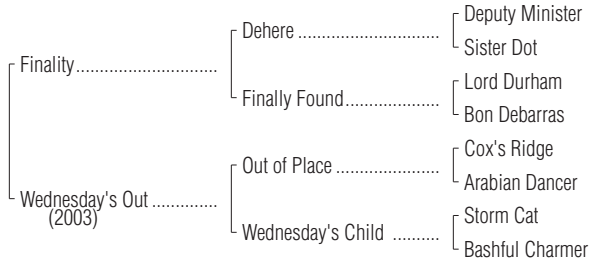 Deputy Minister
Dehere ..............................
Sister Dot
Finality..............................
Lord Durham
Finally Found....................
Bon Debarras
Cox's Ridge
Out of Place ......................
Arabian Dancer
Wednesday's Out ..............
(2003)
Storm Cat
Wednesday's Child ..........
Bashful Charmer